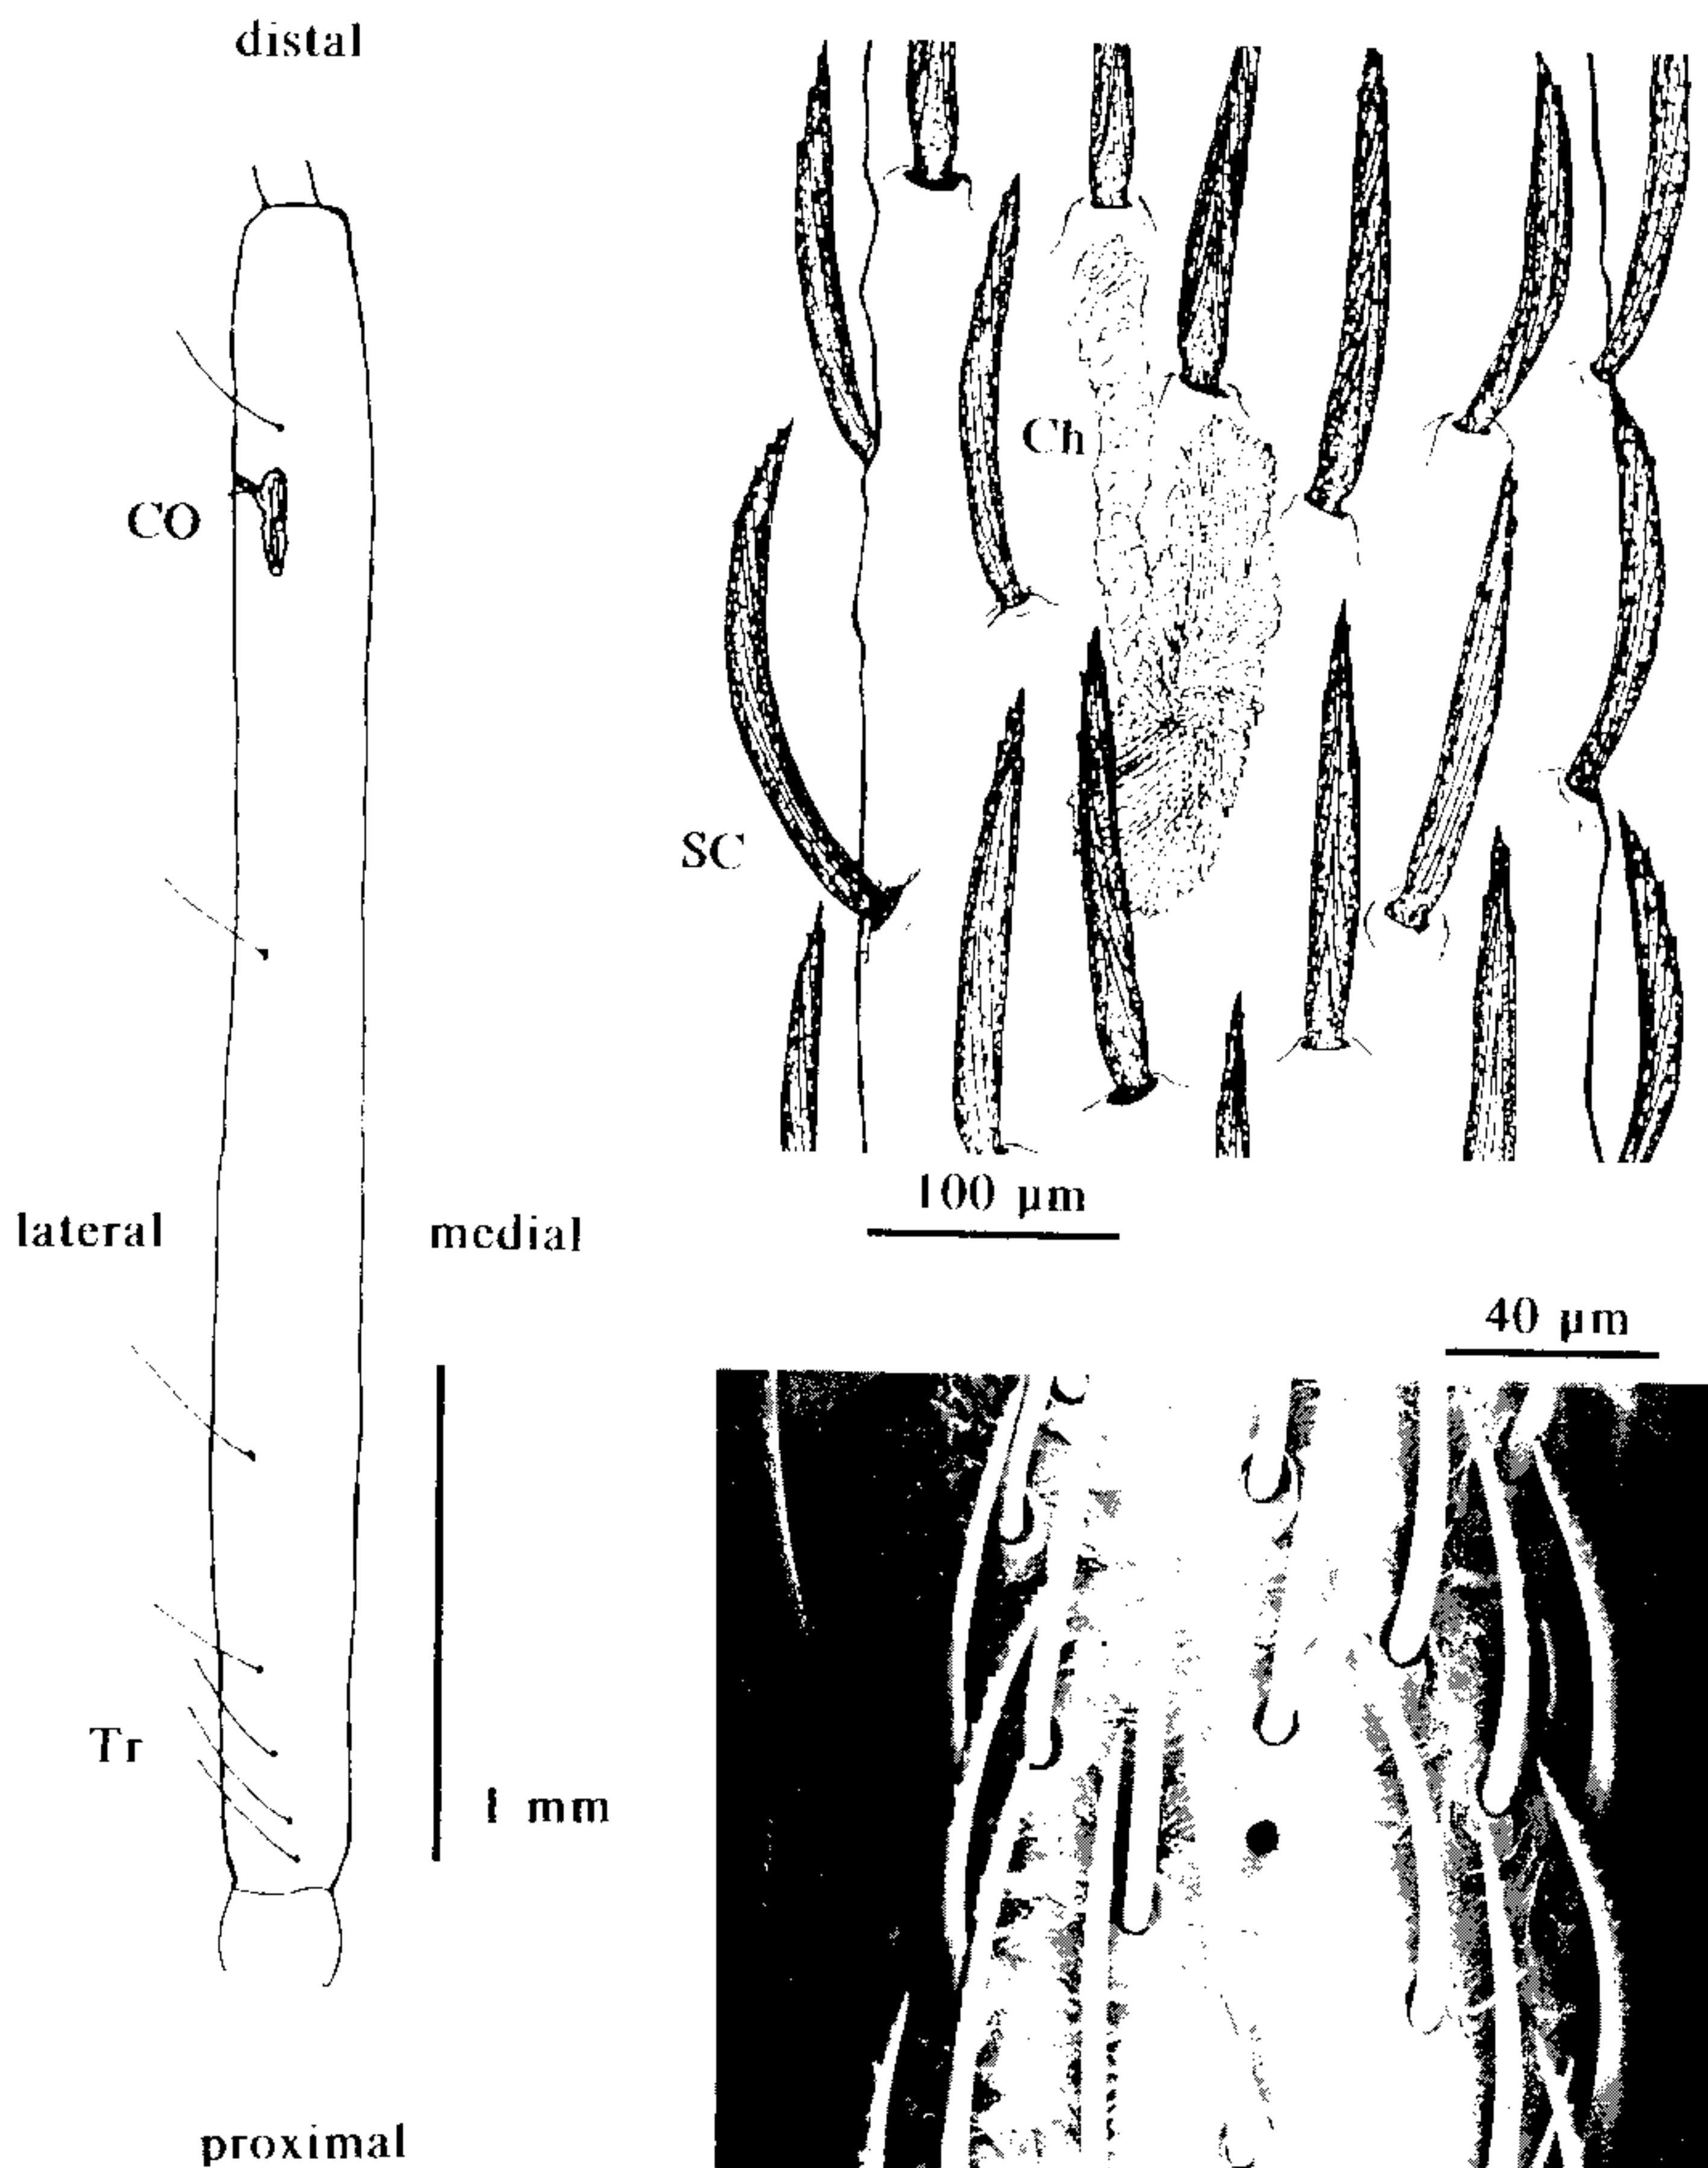 distal
CO
Ch
SC
100 µm
lateral
medial
40 µm
Tr
1 mm
proximal